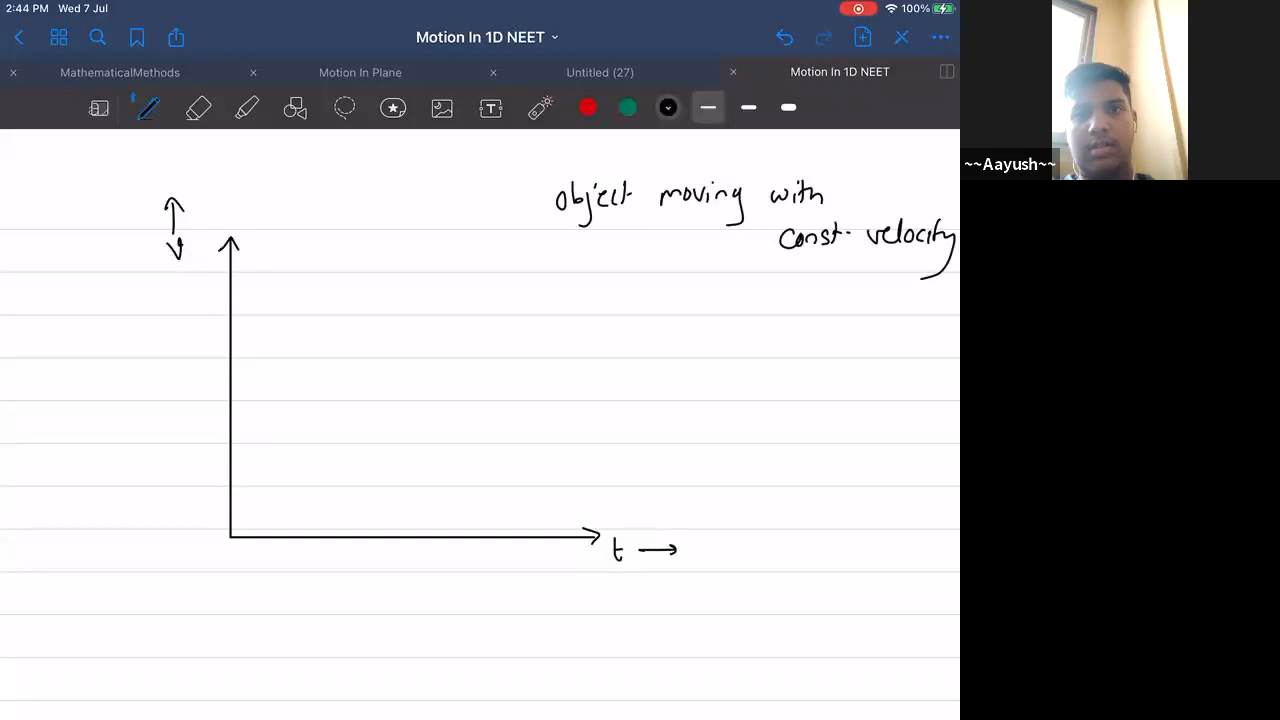 2:44 PM Wed 7 Jul
100%
Motion In 1D NEET
MathematicalMethods
Motion In Plane
Untitled (27)
Motion In 1D NEET
T
~~Aayush~~
object moving with
const. velocity
v
t